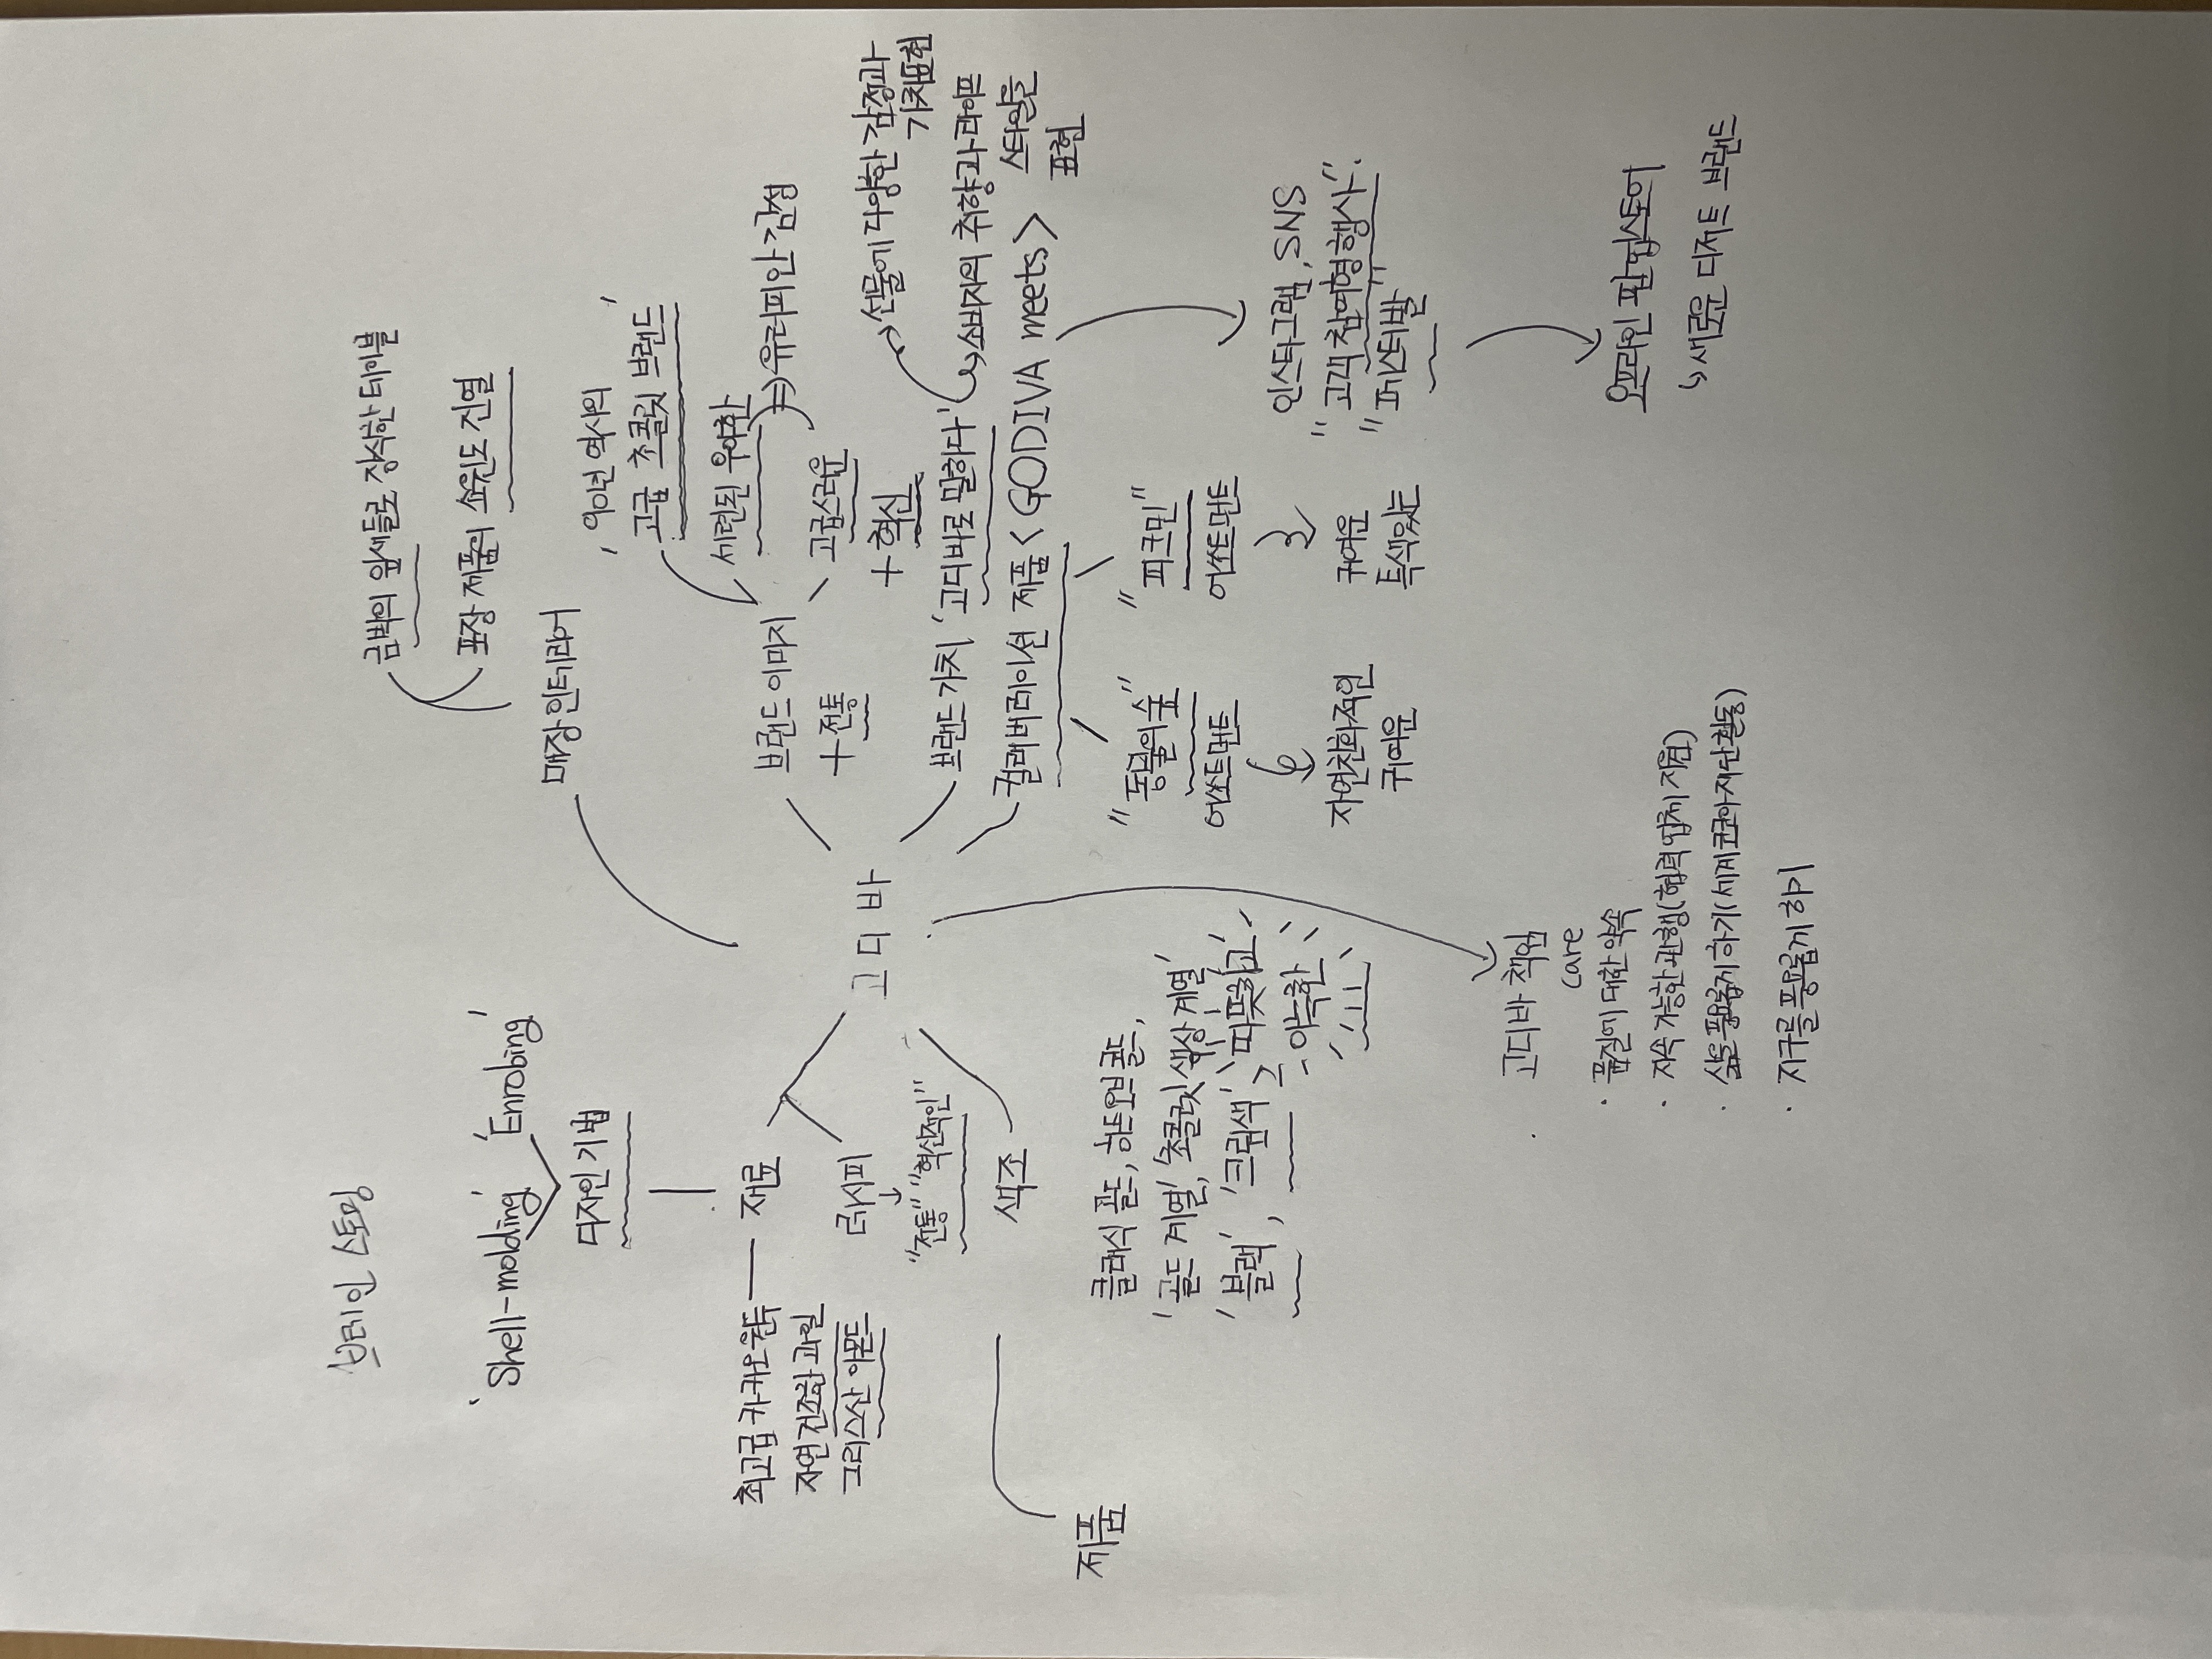 브레인 스토밍
'Shell-molding' 'Enrobing'
디자인 기법
재료
최고급 카카오 원두
자연 건조한 과일
그리스산 아몬드
레시피
"전통" "혁신적인"
고디바
색조
제품
클래식 골드, 하트오브 골드,
'골드 계열', '초콜릿 색상 계열'
'블랙', '크림색' 따뜻하고
아늑한
매장 인테리어
금박의 잎새들로 장식한 테이블
포장 제품의 쇼윈도 진열
브랜드 이미지
+ 전통
'90년 역사의
고급 초콜릿 브랜드'
세련된 우아한
고급스러운
+ 혁신
⇒ 유러피안 감성
브랜드 가치 '고디바로 말하다'
선물에 다양한 감정과
가치표현
소비자의 취향과 라이프
스타일을
표현
컬래버레이션 제품 <GODIVA meets>
"동물의 숲"
어쏘트먼트
자연친화적인
귀여운
"피크민"
어쏘트먼트
귀여운
특색있는
인스타그램, SNS
"고객 참여형 행사"
"페스티벌"
오프라인 팝업스토어
↳ 새로운 디저트 브랜드
고디바 책임
care
· 품질에 대한 약속
· 지속 가능한 관행(협력 업체 지원)
· 삶을 풍요롭게 하기(세계코코아재단 활동)
· 지구를 풍요롭게 하기